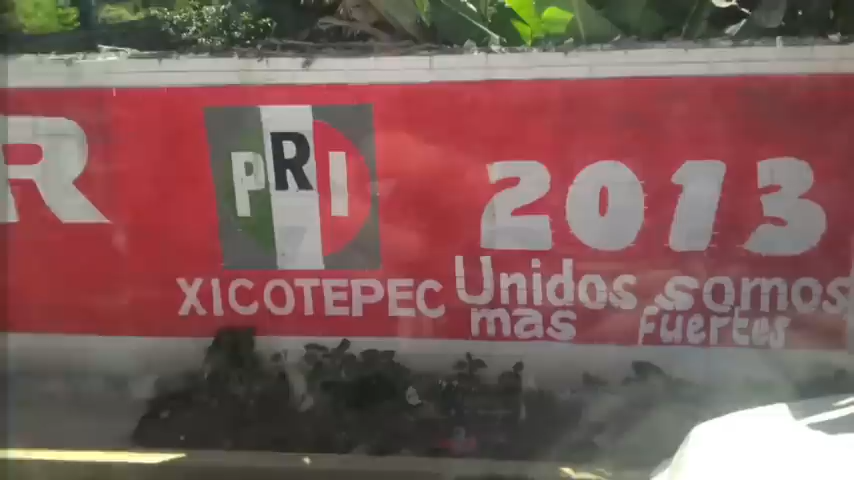 R
PRI
2013
XICOTEPEC
Unidos somos
mas fuertes